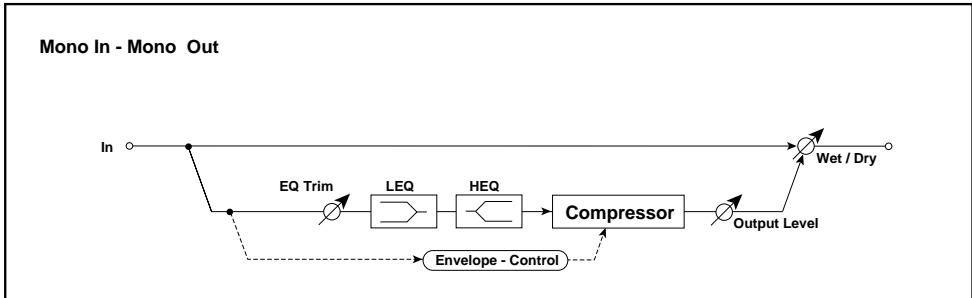 Mono In - Mono Out
In
Wet / Dry
EQ Trim
LEQ
HEQ
Compressor
Output Level
Envelope - Control